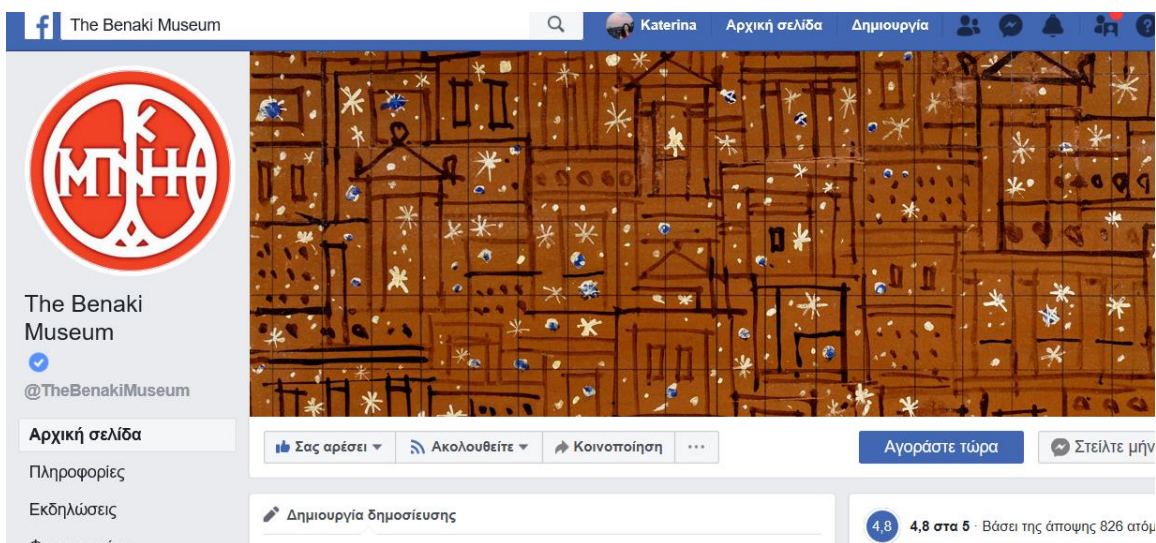 The Benaki Museum
Katerina Αρχική σελίδα Δημιουργία
ΜΝΗ
Κ
The Benaki
Museum
@TheBenakiMuseum
Αρχική σελίδα
Πληροφορίες
Εκδηλώσεις
Σας αρέσει Ακολουθείτε Κοινοποίηση ...
Αγοράστε τώρα
Στείλτε μήν
Δημιουργία δημοσίευσης
4,8 4,8 στα 5 · Βάσει της άποψης 826 ατόμ